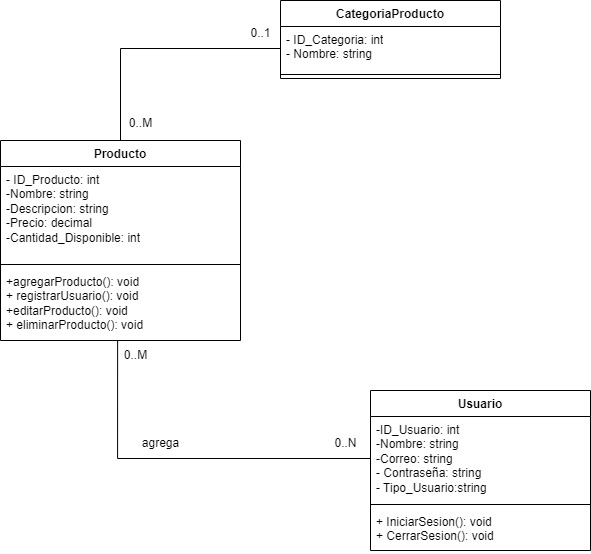 CategoriaProducto
- ID_Categoria: int
- Nombre: string
0..1
0..M
Producto
- ID_Producto: int
-Nombre: string
-Descripcion: string
-Precio: decimal
-Cantidad_Disponible: int
+agregarProducto(): void
+ registrarUsuario(): void
+editarProducto(): void
+ eliminarProducto(): void
0..M
agrega
0..N
Usuario
-ID_Usuario: int
-Nombre: string
-Correo: string
- Contraseña: string
- Tipo_Usuario:string
+ IniciarSesion(): void
+ CerrarSesion(): void